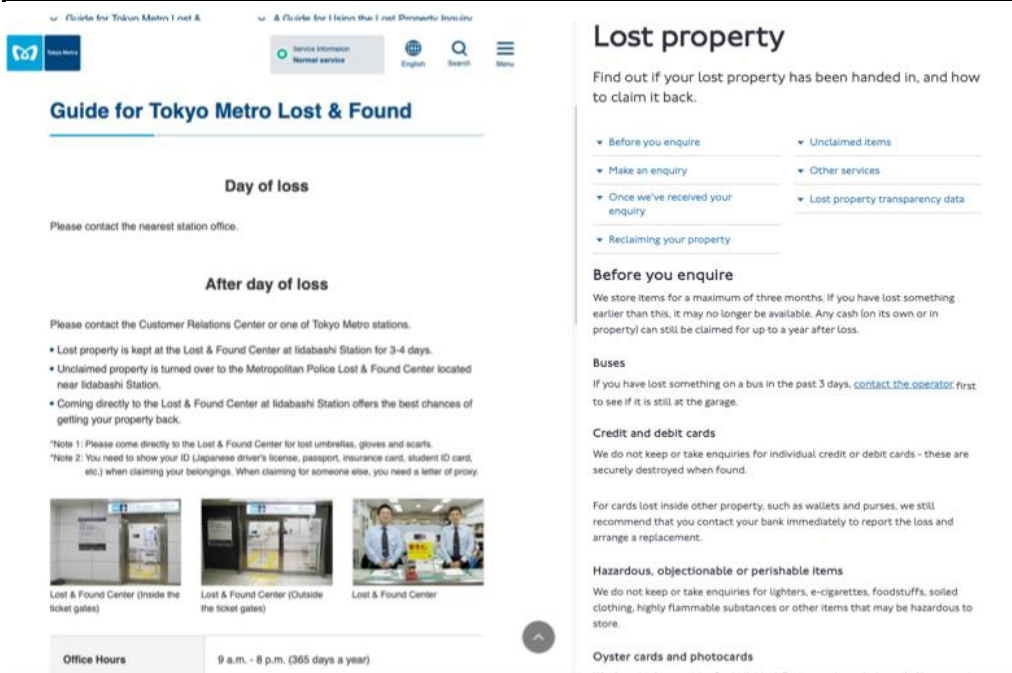 Guide for Tokyo Metro Lost &
A Guide for Using the Lost Property Inquiry
Tokyo Metro
Service Information
Normal service
English
Search
Menu
Guide for Tokyo Metro Lost & Found
Day of loss
Please contact the nearest station office.
After day of loss
Please contact the Customer Relations Center or one of Tokyo Metro stations.
• Lost property is kept at the Lost & Found Center at Iidabashi Station for 3-4 days.
• Unclaimed property is turned over to the Metropolitan Police Lost & Found Center located
near Iidabashi Station.
• Coming directly to the Lost & Found Center at Iidabashi Station offers the best chances of
getting your property back.
*Note 1: Please come directly to the Lost & Found Center for lost umbrellas, gloves and scarfs.
*Note 2: You need to show your ID (Japanese driver's license, passport, insurance card, student ID card,
etc.) when claiming your belongings. When claiming for someone else, you need a letter of proxy.
Lost & Found Center (Inside the
ticket gates)
Lost & Found Center (Outside
the ticket gates)
Lost & Found Center
Office Hours
9 a.m. - 8 p.m. (365 days a year)
Lost property
Find out if your lost property has been handed in, and how
to claim it back.
Before you enquire
Make an enquiry
Once we've received your
enquiry
Reclaiming your property
Unclaimed items
Other services
Lost property transparency data
Before you enquire
We store items for a maximum of three months. If you have lost something
earlier than this, it may no longer be available. Any cash (on its own or in
property) can still be claimed for up to a year after loss.
Buses
If you have lost something on a bus in the past 3 days, contact the operator first
to see if it is still at the garage.
Credit and debit cards
We do not keep or take enquiries for individual credit or debit cards - these are
securely destroyed when found.
For cards lost inside other property, such as wallets and purses, we still
recommend that you contact your bank immediately to report the loss and
arrange a replacement.
Hazardous, objectionable or perishable items
We do not keep or take enquiries for lighters, e-cigarettes, foodstuffs, soiled
clothing, highly flammable substances or other items that may be hazardous to
store.
Oyster cards and photocards